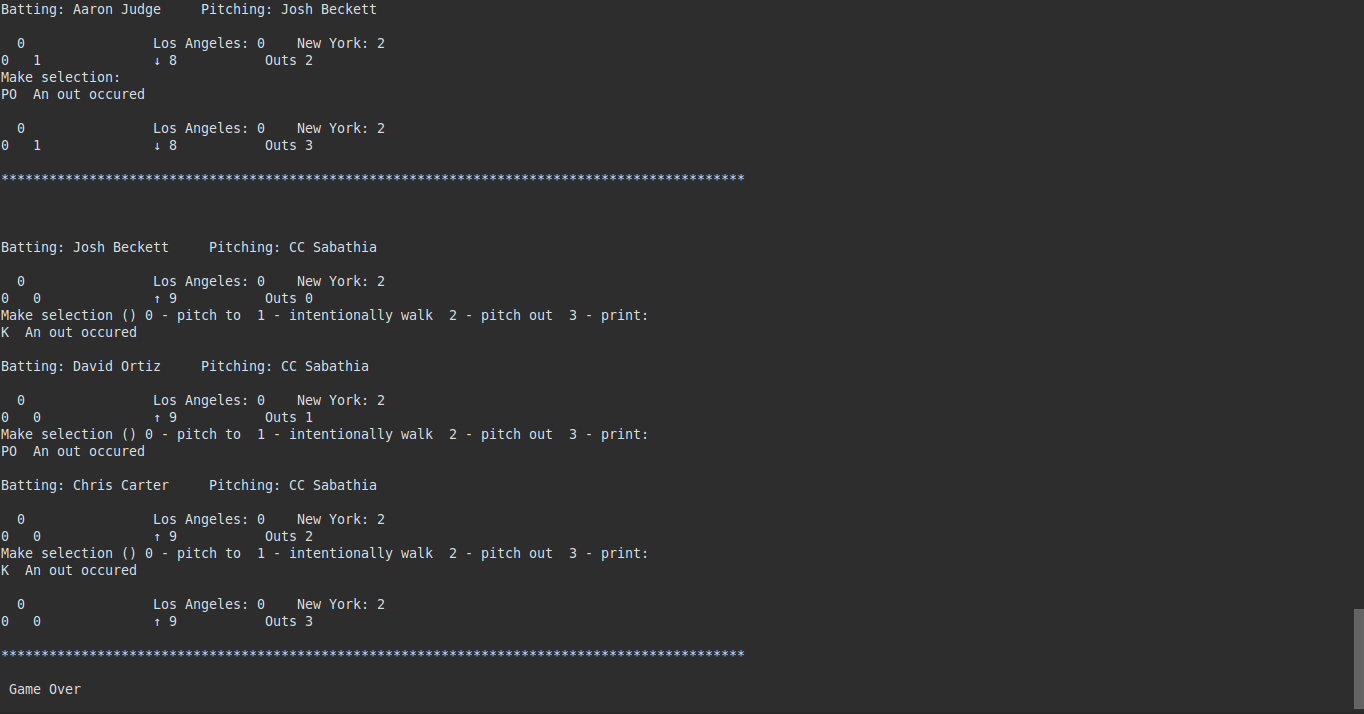 Batting: Aaron Judge     Pitching: Josh Beckett
  0                Los Angeles: 0    New York: 2
0   1              ↓ 8           Outs 2
Make selection:
PO  An out occured
  0                Los Angeles: 0    New York: 2
0   1              ↓ 8           Outs 3
*********************************************************************************************
Batting: Josh Beckett     Pitching: CC Sabathia
  0                Los Angeles: 0    New York: 2
0   0              ↑ 9           Outs 0
Make selection () 0 - pitch to  1 - intentionally walk  2 - pitch out  3 - print:
K  An out occured
Batting: David Ortiz     Pitching: CC Sabathia
  0                Los Angeles: 0    New York: 2
0   0              ↑ 9           Outs 1
Make selection () 0 - pitch to  1 - intentionally walk  2 - pitch out  3 - print:
PO  An out occured
Batting: Chris Carter     Pitching: CC Sabathia
  0                Los Angeles: 0    New York: 2
0   0              ↑ 9           Outs 2
Make selection () 0 - pitch to  1 - intentionally walk  2 - pitch out  3 - print:
K  An out occured
  0                Los Angeles: 0    New York: 2
0   0              ↑ 9           Outs 3
*********************************************************************************************
 Game Over